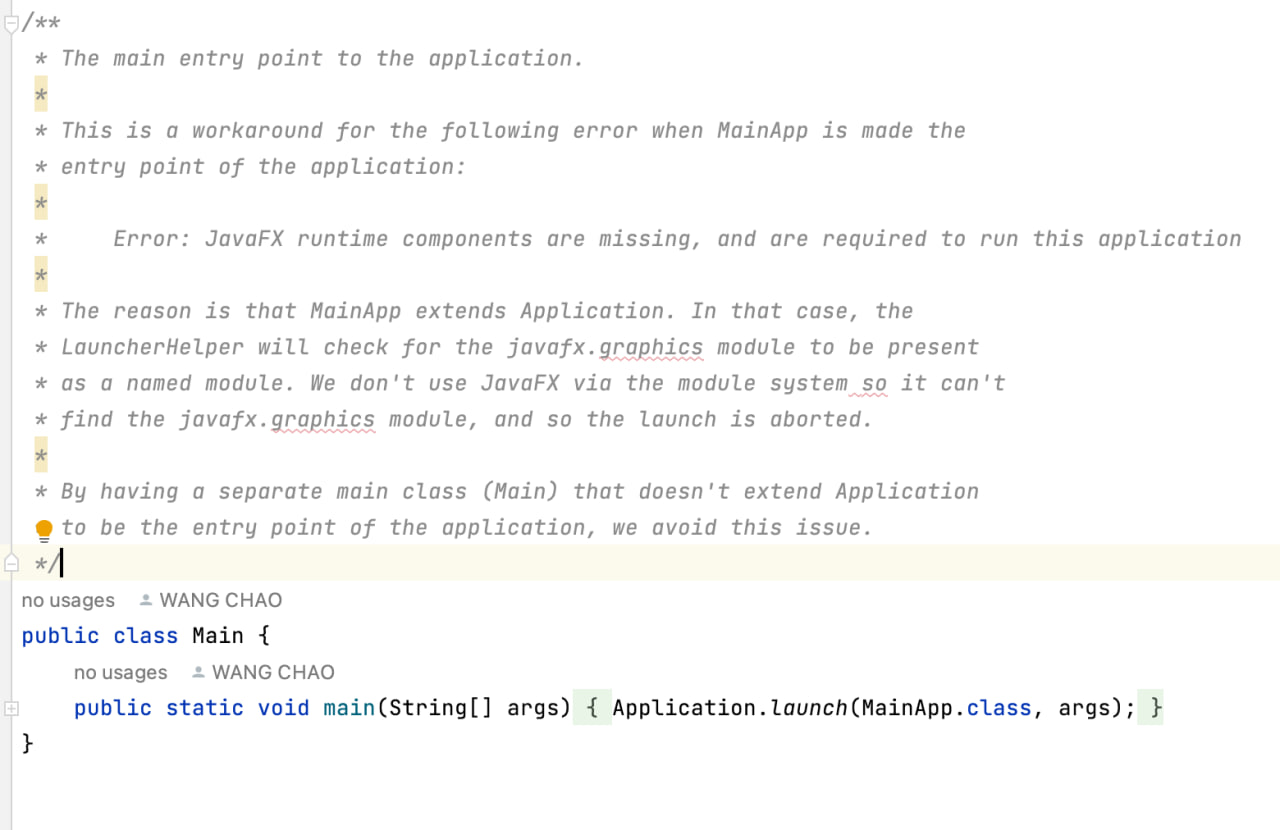 /**
* The main entry point to the application.
*
* This is a workaround for the following error when MainApp is made the
* entry point of the application:
*
* Error: JavaFX runtime components are missing, and are required to run this application
*
* The reason is that MainApp extends Application. In that case, the
* LauncherHelper will check for the javafx.graphics module to be present
* as a named module. We don't use JavaFX via the module system so it can't
* find the javafx.graphics module, and so the launch is aborted.
*
* By having a separate main class (Main) that doesn't extend Application
to be the entry point of the application, we avoid this issue.
*/
no usages WANG CHAO
public class Main {
no usages WANG CHAO
public static void main(String[] args) { Application.launch(MainApp.class, args); }
}